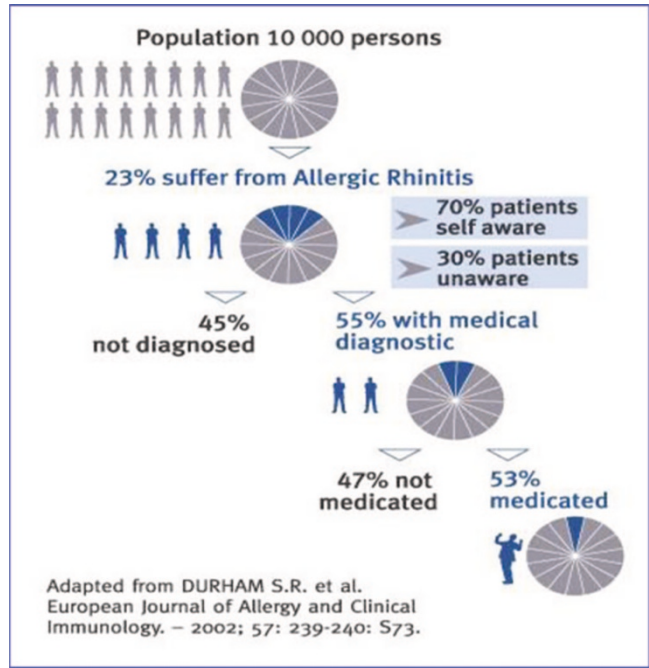 Population 10 000 persons
23% suffer from Allergic Rhinitis
70% patients
self aware
30% patients
unaware
45%
not diagnosed
55% with medical
diagnostic
47% not
medicated
53%
medicated
Adapted from DURHAM S.R. et al.
European Journal of Allergy and Clinical
Immunology. – 2002; 57: 239-240: S73.